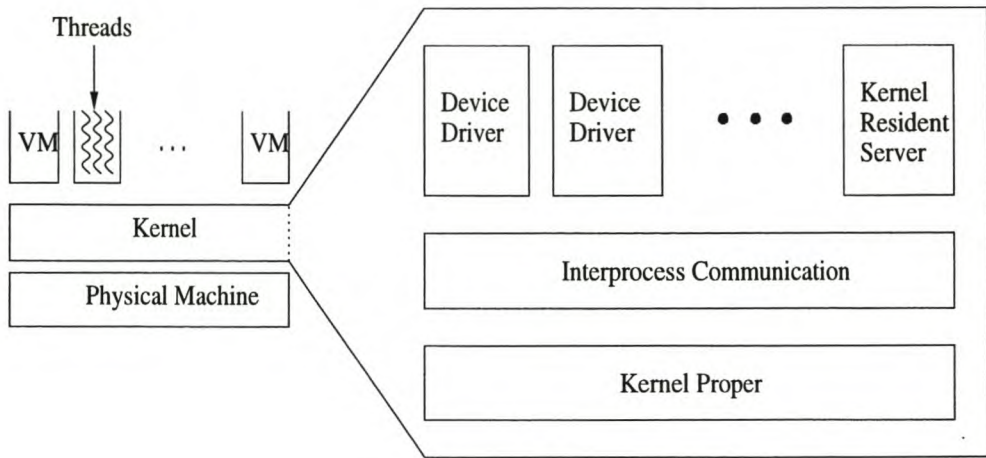 Threads
VM
...
VM
Kernel
Physical Machine
Device
Driver
Device
Driver
Kernel
Resident
Server
Interprocess Communication
Kernel Proper